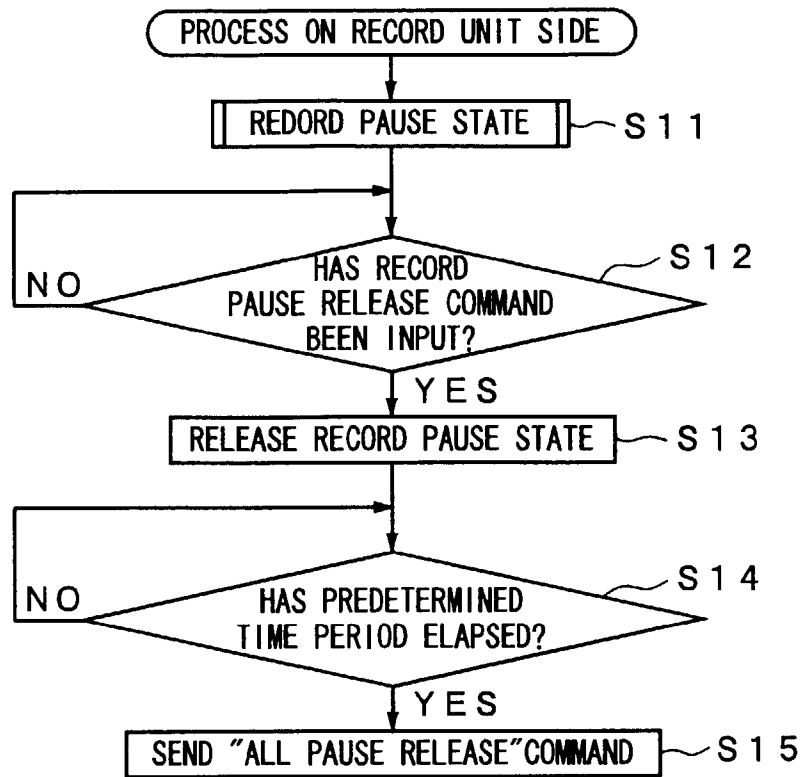 PROCESS ON RECORD UNIT SIDE
REDORD PAUSE STATE
S11
HAS RECORD
PAUSE RELEASE COMMAND
BEEN INPUT?
S12
NO
YES
RELEASE RECORD PAUSE STATE
S13
HAS PREDETERMINED
TIME PERIOD ELAPSED?
S14
NO
YES
SEND "ALL PAUSE RELEASE"COMMAND
S15